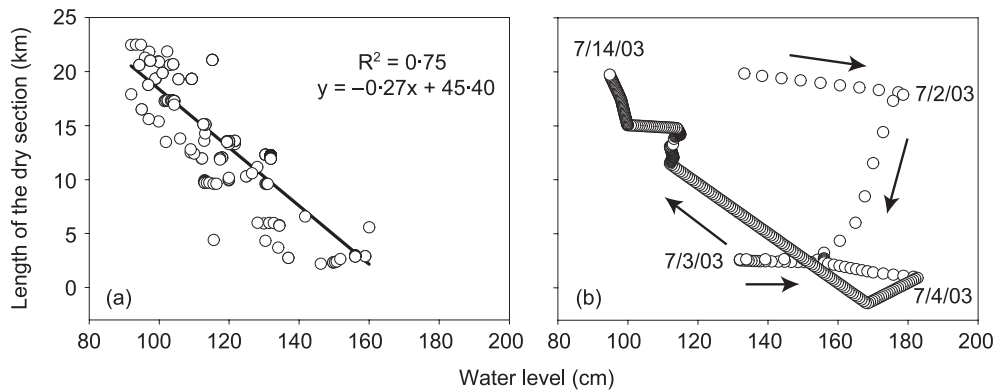 25
20
15
10
5
0
Length of the dry section (km)
R² = 0·75
y = –0·27x + 45·40
(a)
80 100 120 140 160 180 200
7/14/03
7/2/03
7/3/03
7/4/03
(b)
80 100 120 140 160 180 200
Water level (cm)